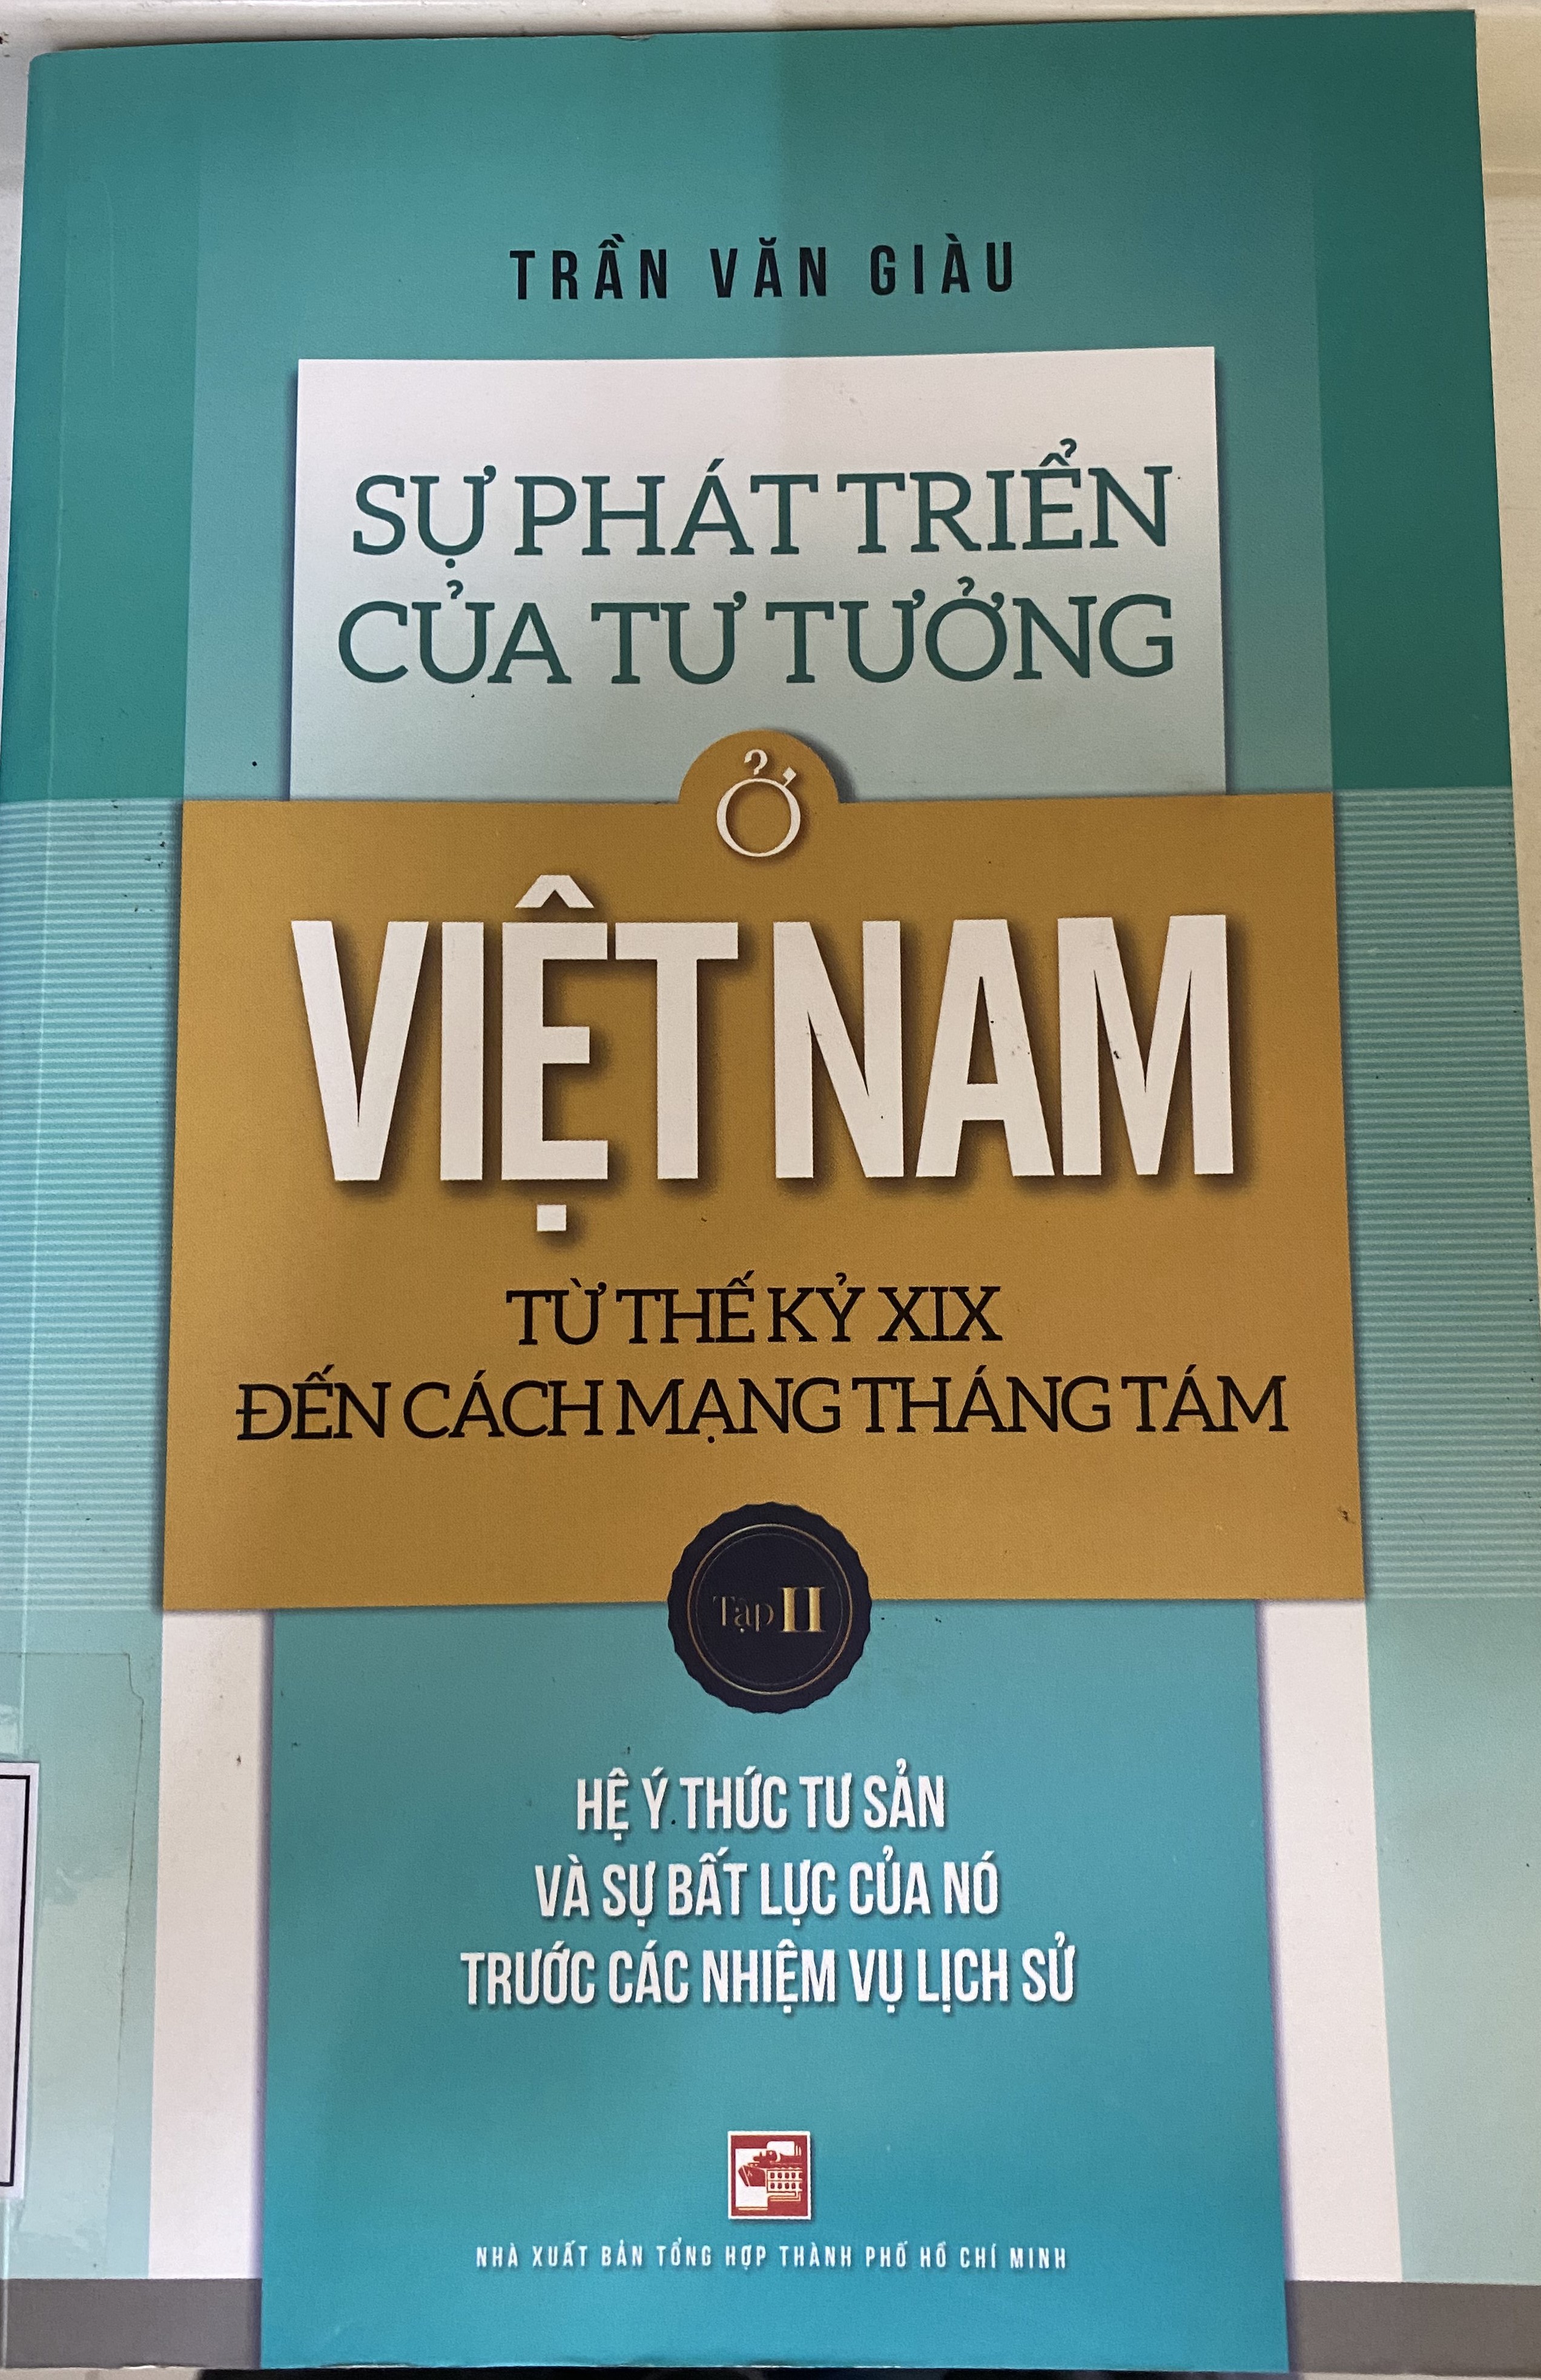 TRẦN VĂN GIÀU
SỰ PHÁT TRIỂN
CỦA TƯ TƯỞNG
Ở
VIỆT NAM
TỪ THẾ KỶ XIX
ĐẾN CÁCH MẠNG THÁNG TÁM
Tập II
HỆ Ý THỨC TƯ SẢN
VÀ SỰ BẤT LỰC CỦA NÓ
TRƯỚC CÁC NHIỆM VỤ LỊCH SỬ
NHÀ XUẤT BẢN TỔNG HỢP THÀNH PHỐ HỒ CHÍ MINH